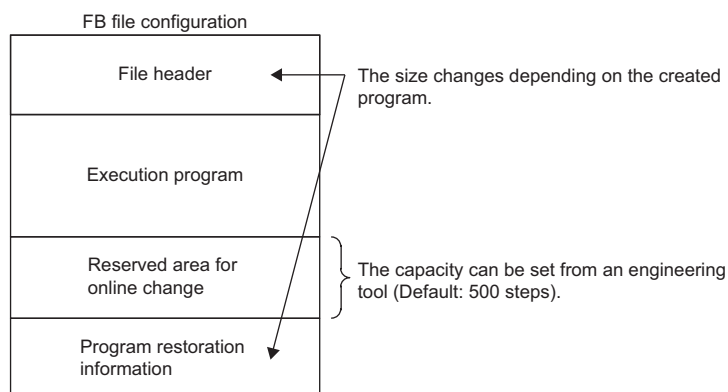 FB file configuration
File header
The size changes depending on the created
program.
Execution program
Reserved area for
online change
The capacity can be set from an engineering
tool (Default: 500 steps).
Program restoration
information